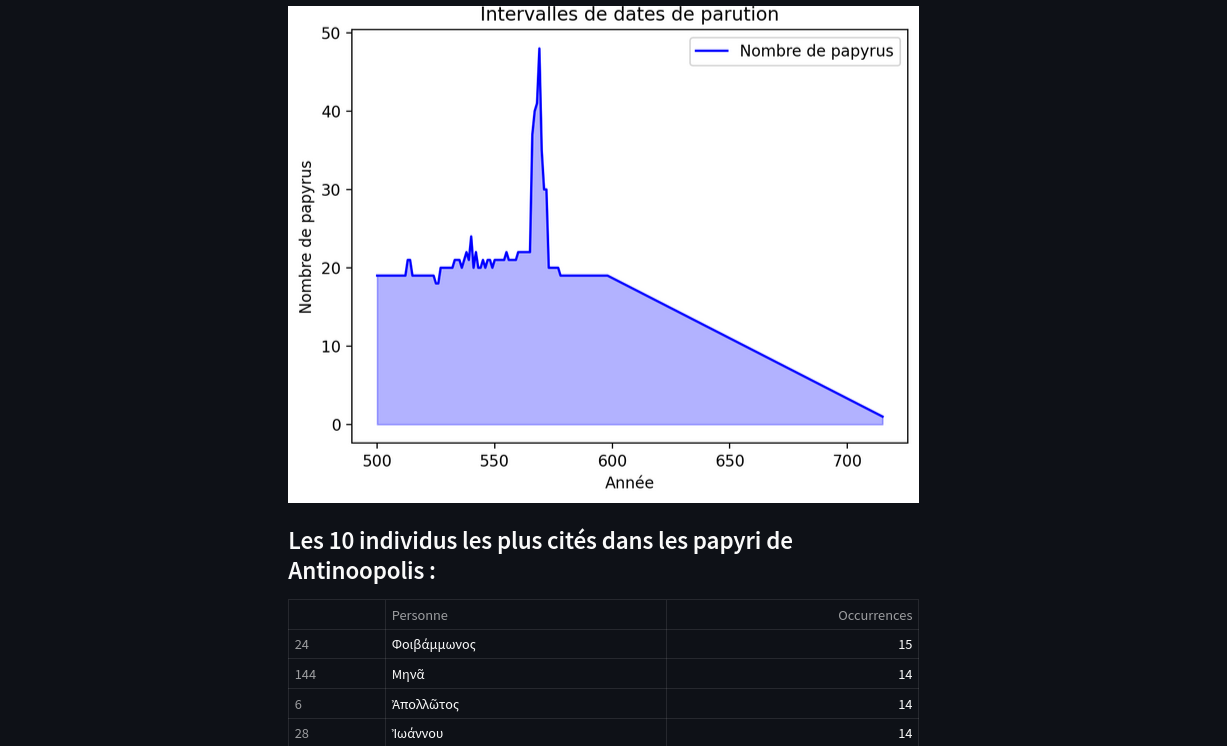 Intervalles de dates de parution
Nombre de papyrus
50
40
30
20
10
0
Nombre de papyrus
500 550 600 650 700
Année
Les 10 individus les plus cités dans les papyri de
Antinoopolis :
Personne Occurrences
24 Φοιβάμμωνος 15
144 Μηνᾶ 14
6 Ἀπολλῶτος 14
28 Ἰωάννου 14